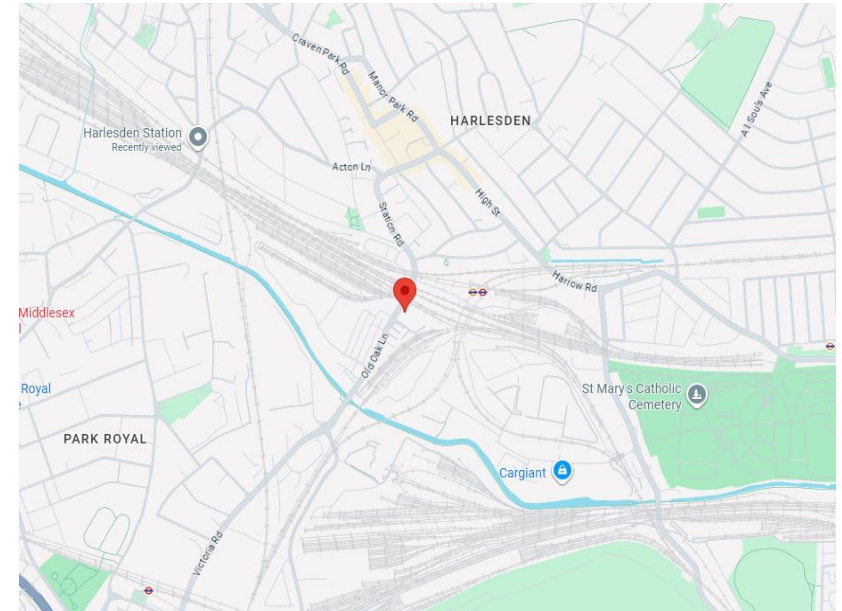 Craven Park Rd
Manor Park Rd
HARLESDEN
All Souls Ave
Harlesden Station
Recently viewed
Acton Ln
Station Rd
High St
Harrow Rd
Middlesex
l
Old Oak Ln
Royal
St Mary's Catholic
Cemetery
PARK ROYAL
Cargiant
Victoria Rd